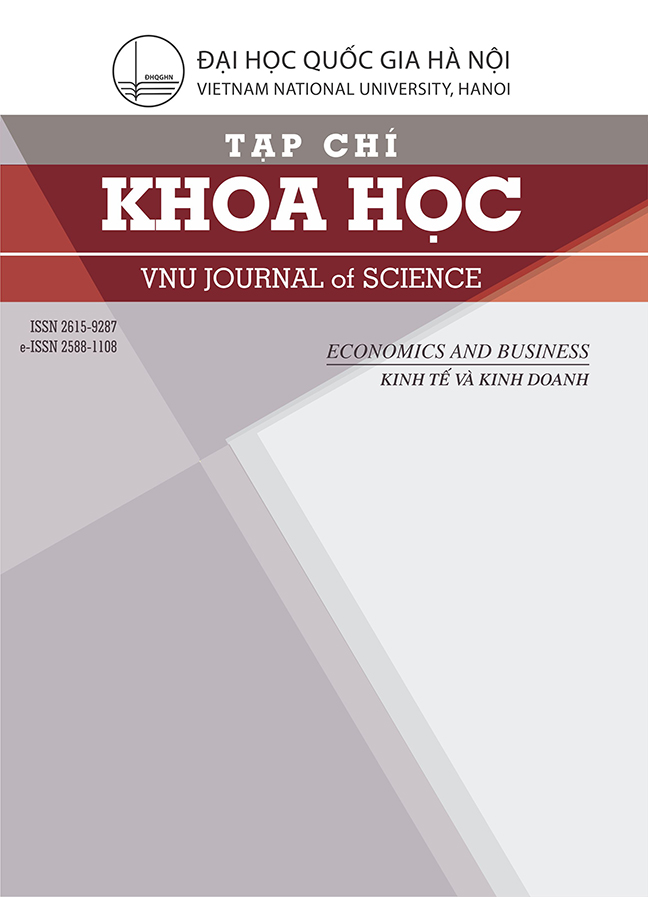 ĐHQGHN
ĐẠI HỌC QUỐC GIA HÀ NỘI
VIETNAM NATIONAL UNIVERSITY, HANOI
TẠP CHÍ
KHOA HỌC
VNU JOURNAL of SCIENCE
ISSN 2615-9287
e-ISSN 2588-1108
ECONOMICS AND BUSINESS
KINH TẾ VÀ KINH DOANH